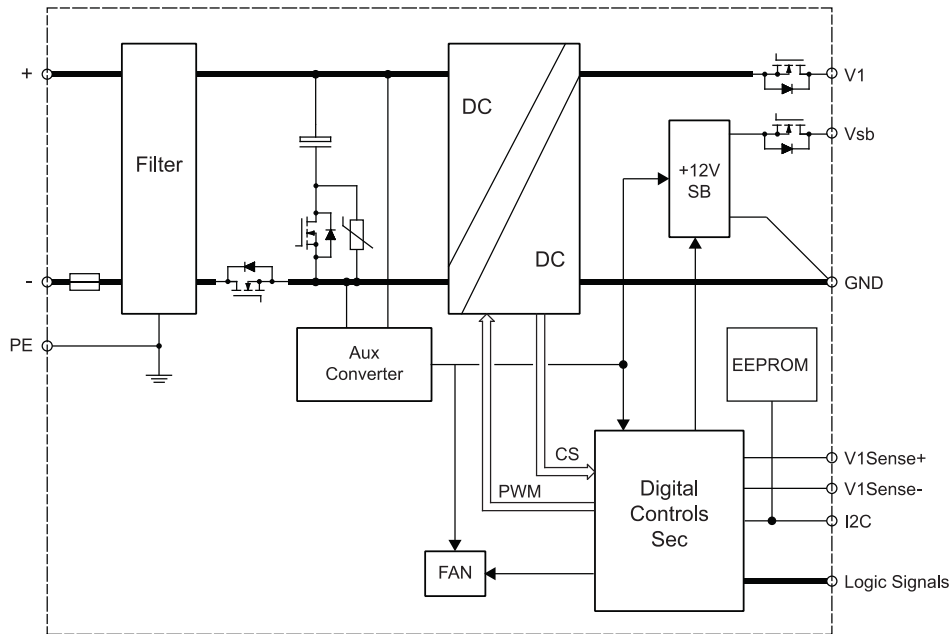 +
V1
DC
Vsb
Filter
+12V
SB
DC
-
GND
PE
Aux
Converter
EEPROM
CS
V1Sense+
PWM
Digital
Controls
Sec
V1Sense-
I2C
FAN
Logic Signals